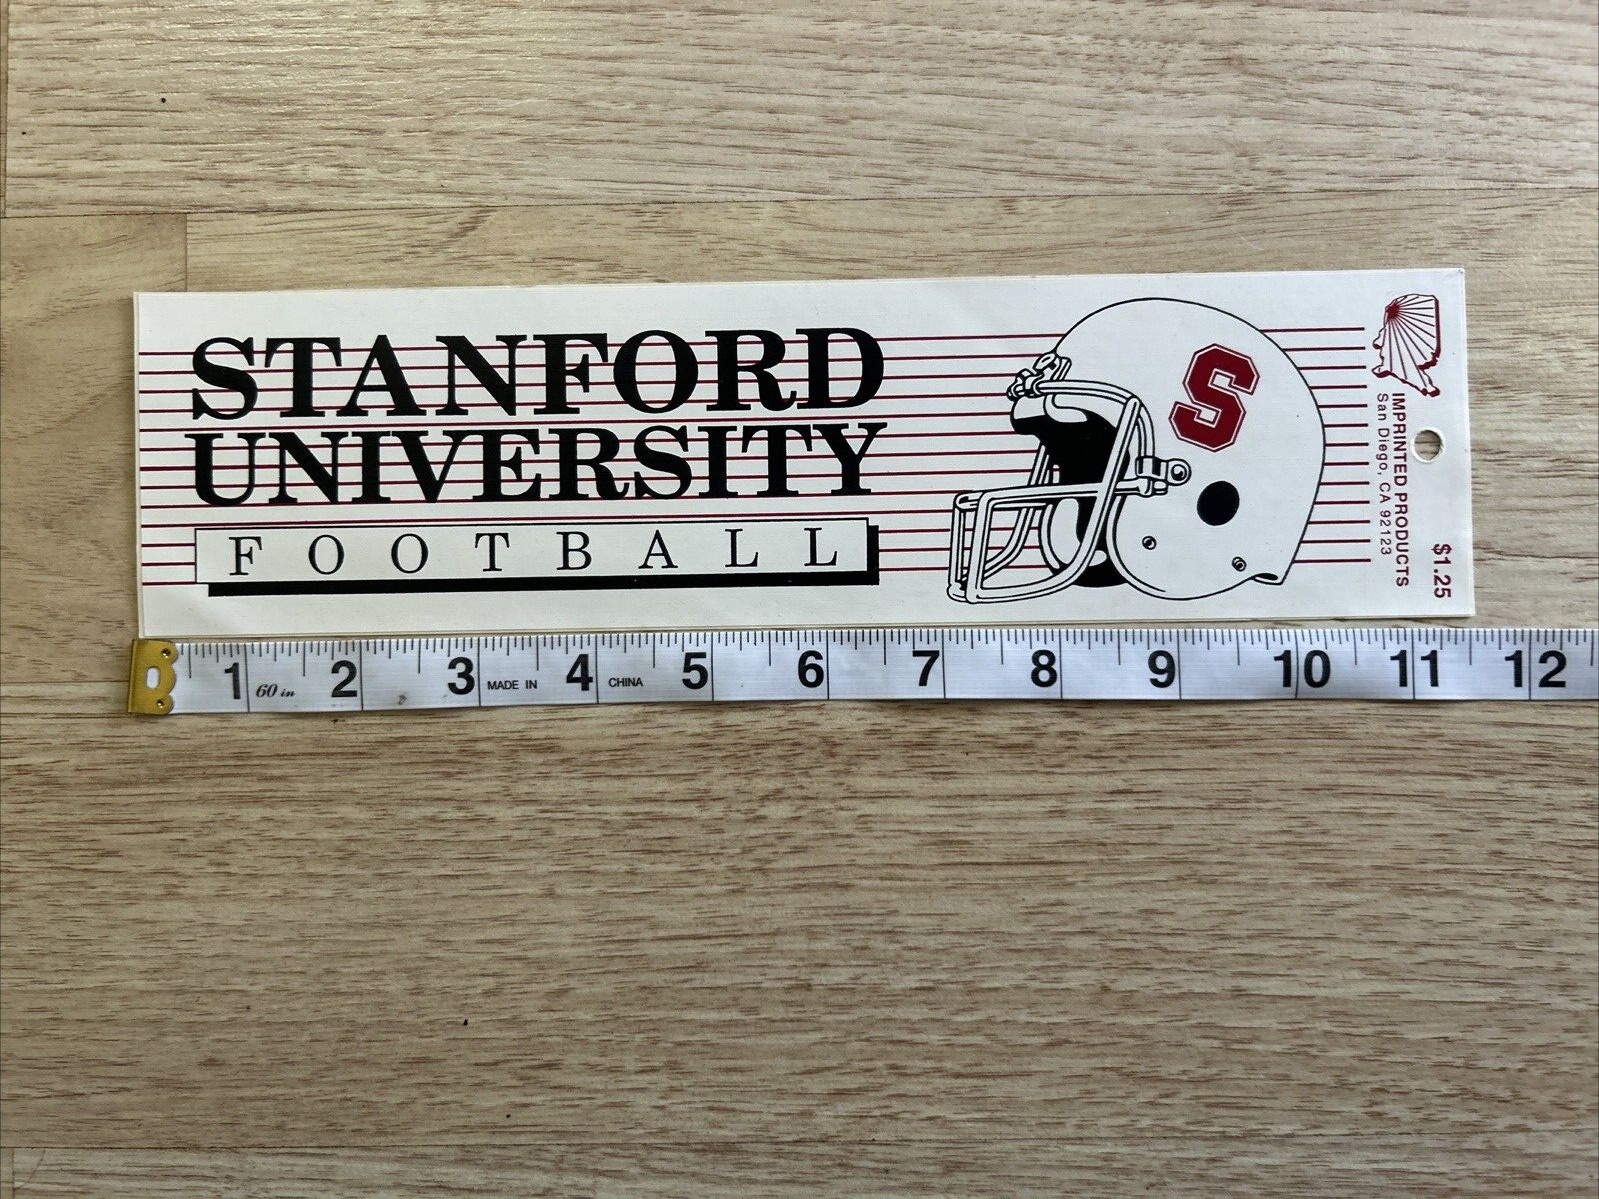 STANFORD
UNIVERSITY
FOOTBALL
S
IMPRINTED PRODUCTS
San Diego, CA 92123
$1.25
1 2 3 4 5 6 7 8 9 10 11 12
60 in
MADE IN CHINA